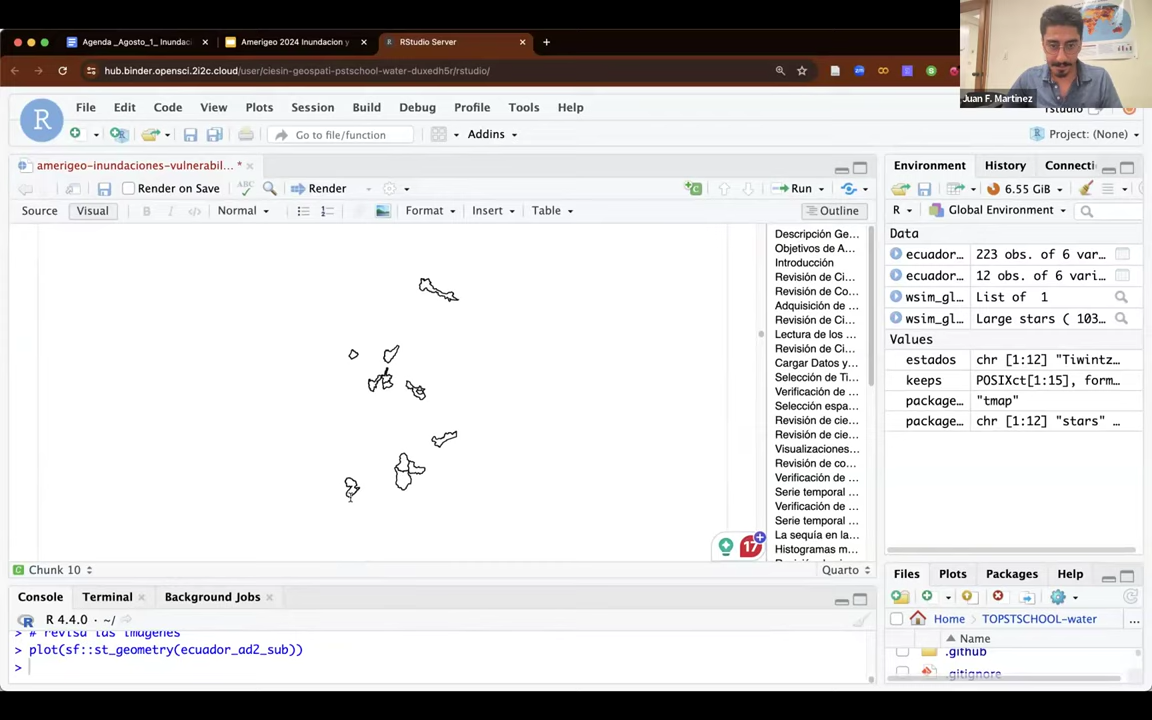 Agenda _Agosto_1_ Inundaci
Amerigeo 2024 Inundacion y
RStudio Server
hub.binder.opensci.2i2c.cloud/user/ciesin-geospati-pstschool-water-duxedh5r/rstudio/
Juan F. Martinez
rstudio
R
File Edit Code View Plots Session Build Debug Profile Tools Help
Go to file/function
Addins
Project: (None)
amerigeo-inundaciones-vulnerabil... *
Render on Save
ABC
Render
Run
Source Visual
B I </>
Normal
Format
Insert
Table
Outline
Descripción Ge...
Objetivos de A...
Introducción
Revisión de Ci...
Revisión de Co...
Adquisición de ...
Revisión de Ci...
Lectura de los ...
Revisión de Ci...
Cargar Datos y...
Selección de Ti...
Verificación de ...
Selección espa...
Revisión de cie...
Revisión de cie...
Visualizaciones...
Revisión de co...
Verificación de ...
Serie temporal ...
Verificación de ...
Serie temporal ...
La sequía en la...
Histogramas m...
17
Chunk 10
Quarto
Console Terminal Background Jobs
R 4.4.0 · ~/
> # revisa las imágenes
> plot(sf::st_geometry(ecuador_ad2_sub))
>
Environment History Connecti
6.55 GiB
R
Global Environment
Data
ecuador... 223 obs. of 6 var...
ecuador... 12 obs. of 6 vari...
wsim_gl... List of 1
wsim_gl... Large stars ( 103...
Values
estados chr [1:12] "Tiwintz...
keeps POSIXct[1:15], form...
package... "tmap"
package... chr [1:12] "stars" ...
Files Plots Packages Help
Home TOPSTSCHOOL-water
...
Name
.github
.gitignore